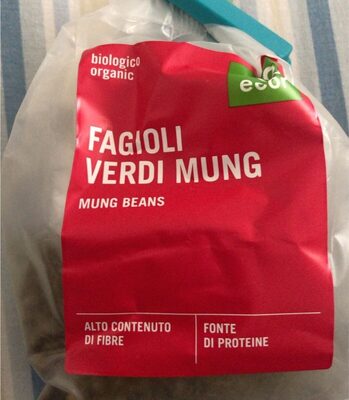 biologico
organic
ecor
FAGIOLI
VERDI MUNG
MUNG BEANS
ALTO CONTENUTO
DI FIBRE
FONTE
DI PROTEINE